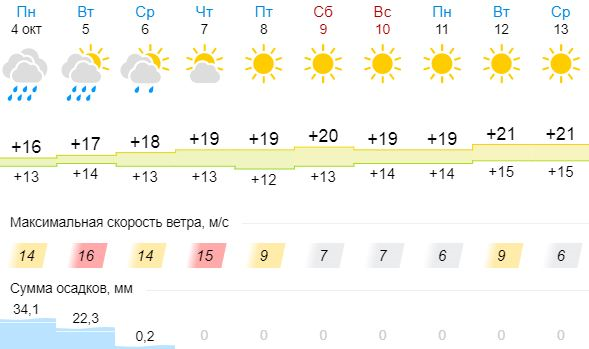 Пн Вт Ср Чт Пт Сб Вс Пн Вт Ср
4 окт 5 6 7 8 9 10 11 12 13
+16 +17 +18 +19 +19 +20 +19 +19 +21 +21
+13 +14 +13 +13 +12 +13 +14 +14 +15 +15
Максимальная скорость ветра, м/с
14 16 14 15 9 7 7 6 9 6
Сумма осадков, мм
34,1 22,3 0,2 0 0 0 0 0 0 0